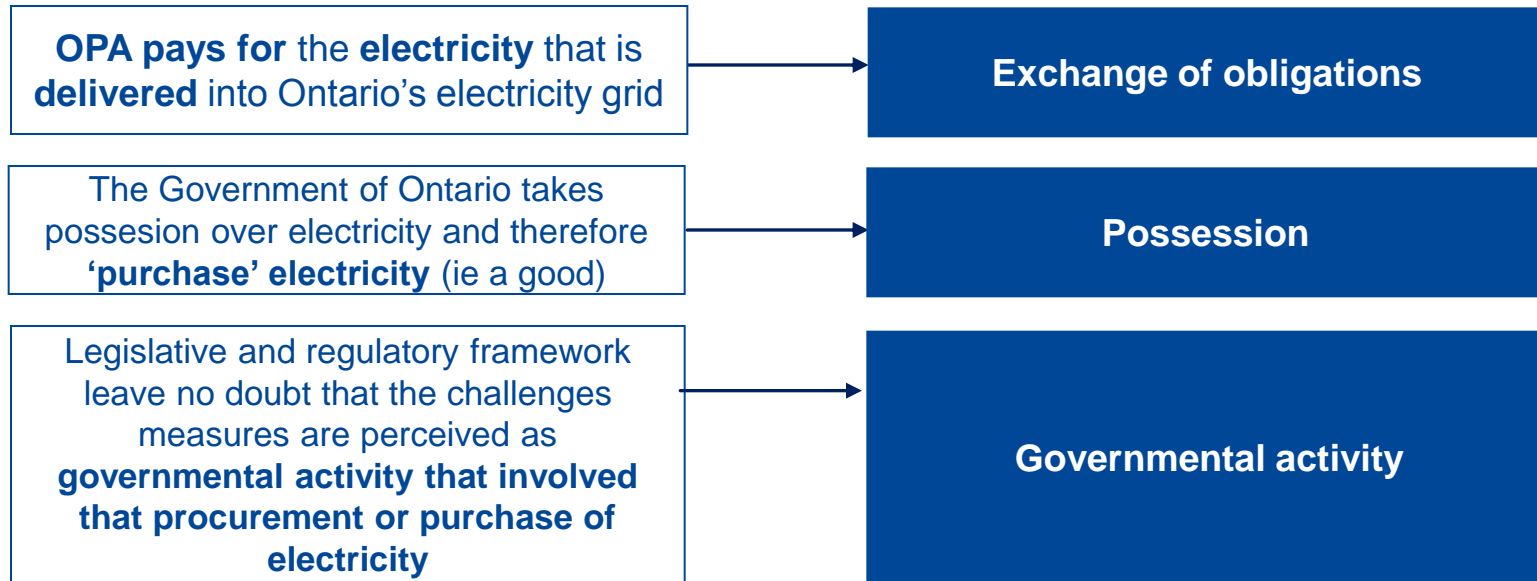 OPA pays for the electricity that is
delivered into Ontario's electricity grid
Exchange of obligations
The Government of Ontario takes
possesion over electricity and therefore
‘purchase’ electricity (ie a good)
Possession
Legislative and regulatory framework
leave no doubt that the challenges
measures are perceived as
governmental activity that involved
that procurement or purchase of
electricity
Governmental activity